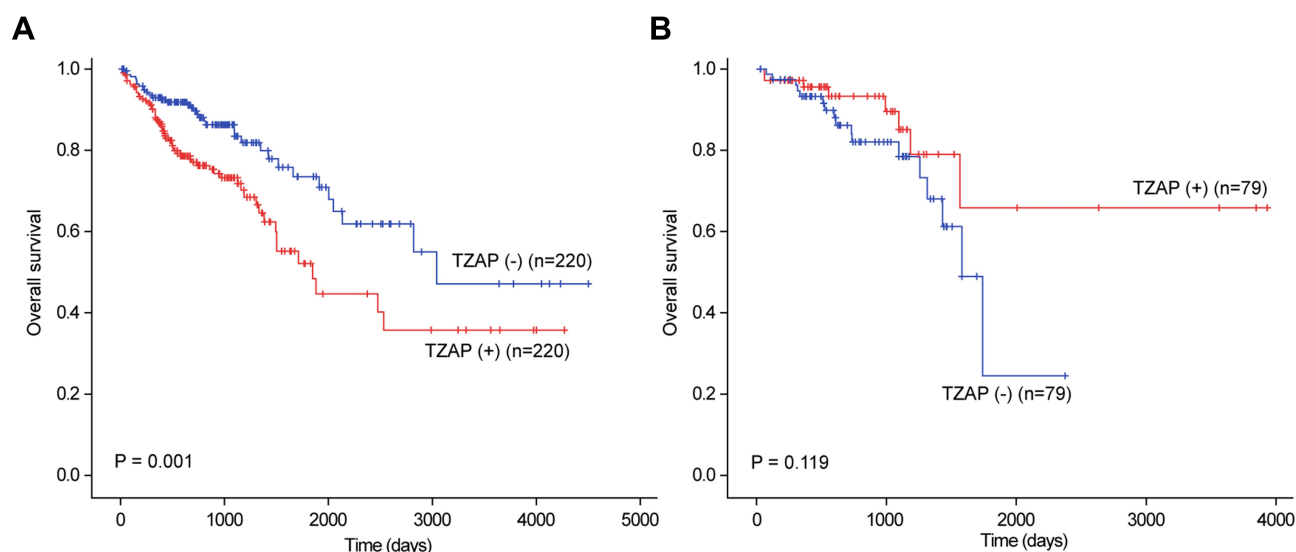 A
Overall survival
1.0
0.8
0.6
0.4
0.2
0.0
TZAP (-) (n=220)
TZAP (+) (n=220)
P = 0.001
0 1000 2000 3000 4000 5000
Time (days)
B
Overall survival
1.0
0.8
0.6
0.4
0.2
0.0
TZAP (+) (n=79)
TZAP (-) (n=79)
P = 0.119
0 1000 2000 3000 4000
Time (days)